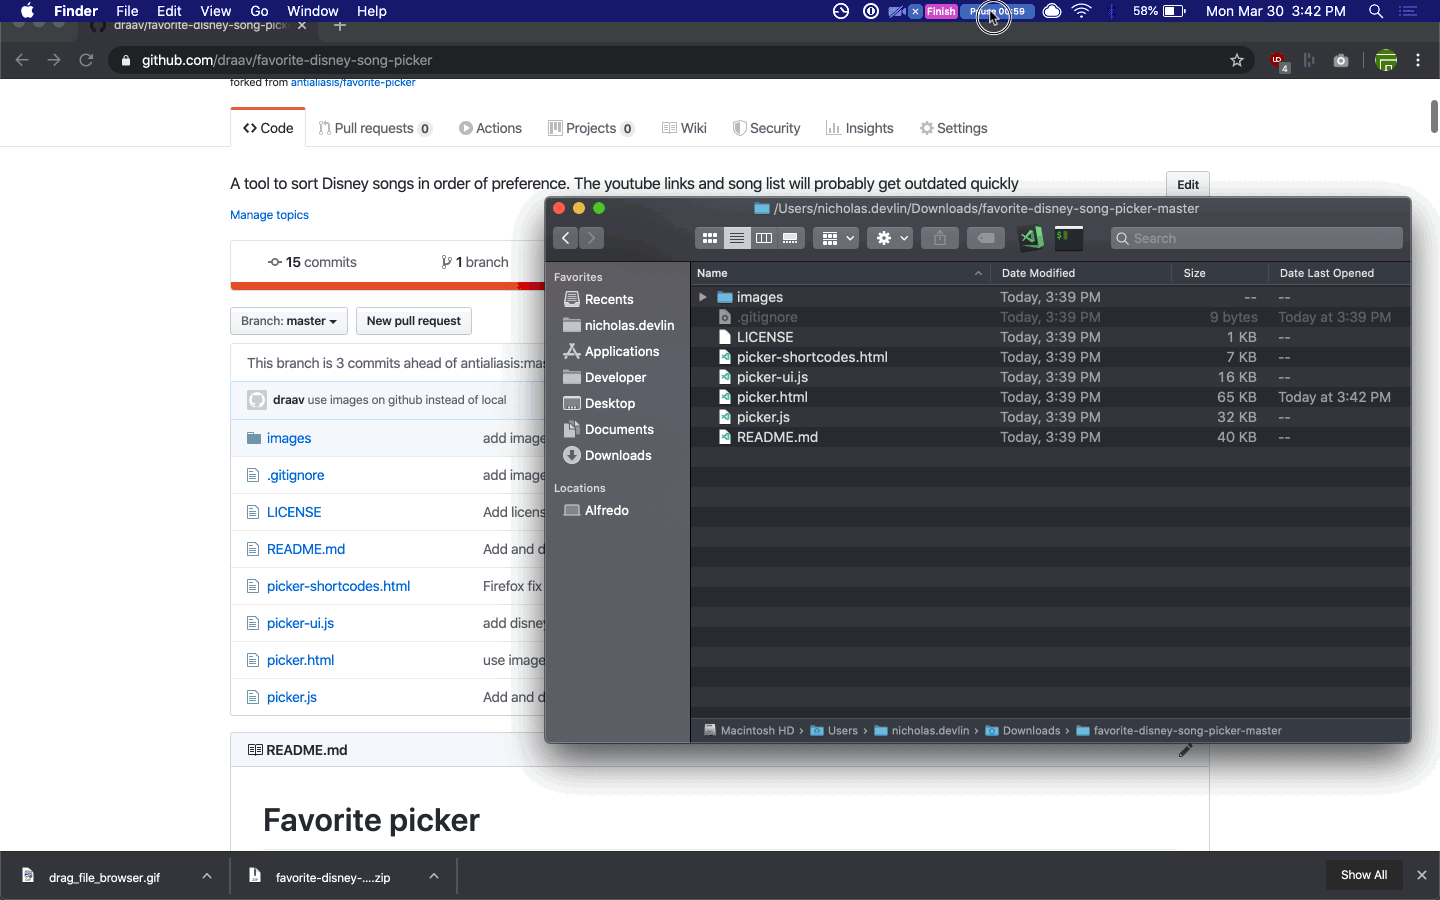 Finder File Edit View Go Window Help Finish Pause 00:59 58% Mon Mar 30 3:42 PM
draav/favorite-disney-song-pick
github.com/draav/favorite-disney-song-picker 4
forked from antialiasis/favorite-picker
Code Pull requests 0 Actions Projects 0 Wiki Security Insights Settings
A tool to sort Disney songs in order of preference. The youtube links and song list will probably get outdated quickly Edit
Manage topics
15 commits 1 branch
Branch: master New pull request
This branch is 3 commits ahead of antialiasis:mas
draav use images on github instead of local
images add image
.gitignore add image
LICENSE Add licens
README.md Add and d
picker-shortcodes.html Firefox fix
picker-ui.js add disney
picker.html use image
picker.js Add and d
README.md
Favorite picker
/Users/nicholas.devlin/Downloads/favorite-disney-song-picker-master
Search
Favorites
Recents
nicholas.devlin
Applications
Developer
Desktop
Documents
Downloads
Locations
Alfredo
Name Date Modified Size Date Last Opened
images Today, 3:39 PM -- --
.gitignore Today, 3:39 PM 9 bytes Today at 3:39 PM
LICENSE Today, 3:39 PM 1 KB --
picker-shortcodes.html Today, 3:39 PM 7 KB --
picker-ui.js Today, 3:39 PM 16 KB --
picker.html Today, 3:39 PM 65 KB Today at 3:42 PM
picker.js Today, 3:39 PM 32 KB --
README.md Today, 3:39 PM 40 KB --
Macintosh HD › Users › nicholas.devlin › Downloads › favorite-disney-song-picker-master
drag_file_browser.gif favorite-disney-....zip Show All